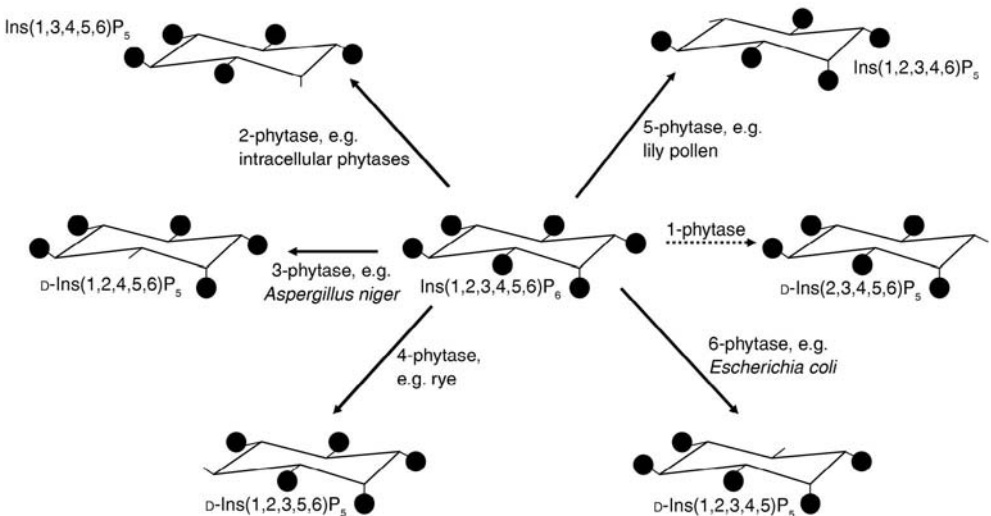 Ins(1,3,4,5,6)P₅
Ins(1,2,3,4,6)P₅
2-phytase, e.g.
intracellular phytases
5-phytase, e.g.
lily pollen
1-phytase
3-phytase, e.g.
Aspergillus niger
D-Ins(1,2,4,5,6)P₅
Ins(1,2,3,4,5,6)P₆
D-Ins(2,3,4,5,6)P₅
4-phytase,
e.g. rye
6-phytase, e.g.
Escherichia coli
D-Ins(1,2,3,5,6)P₅
D-Ins(1,2,3,4,5)P₅